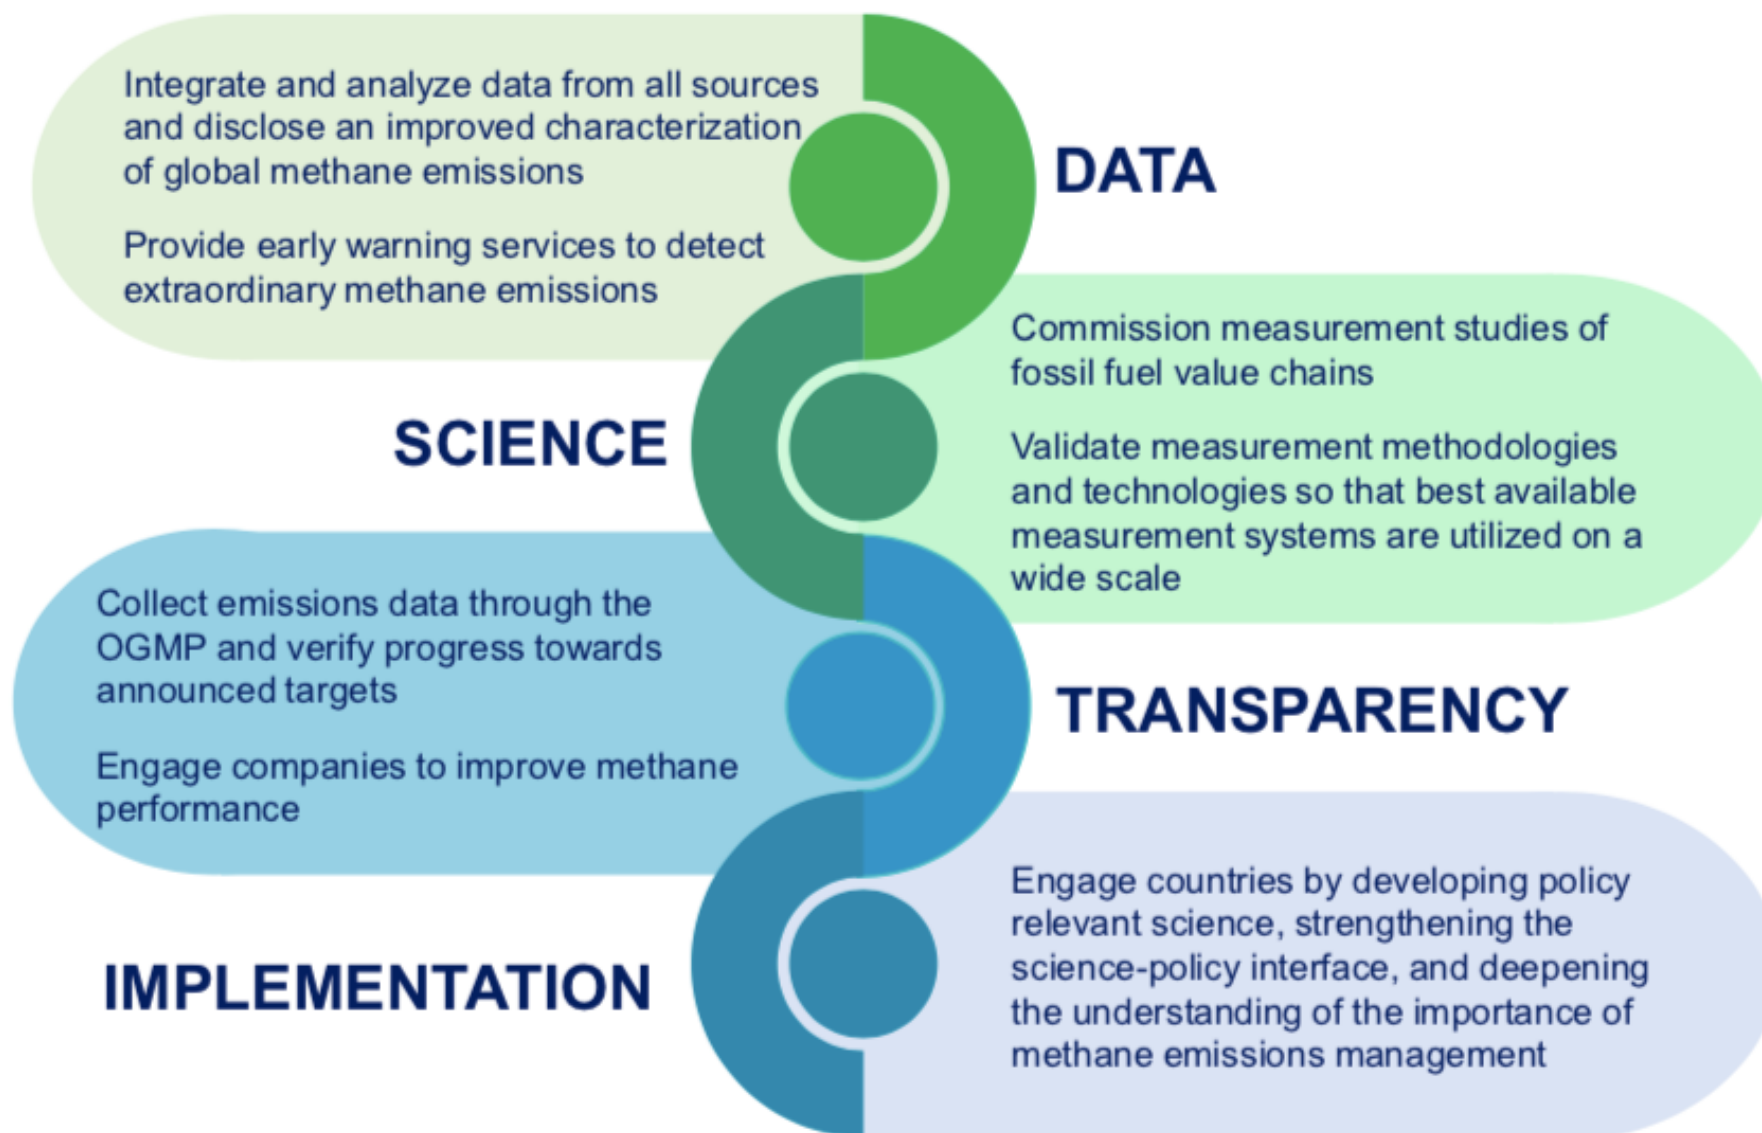 Integrate and analyze data from all sources
and disclose an improved characterization
of global methane emissions
Provide early warning services to detect
extraordinary methane emissions
DATA
SCIENCE
Commission measurement studies of
fossil fuel value chains
Validate measurement methodologies
and technologies so that best available
measurement systems are utilized on a
wide scale
Collect emissions data through the
OGMP and verify progress towards
announced targets
Engage companies to improve methane
performance
TRANSPARENCY
IMPLEMENTATION
Engage countries by developing policy
relevant science, strengthening the
science-policy interface, and deepening
the understanding of the importance of
methane emissions management